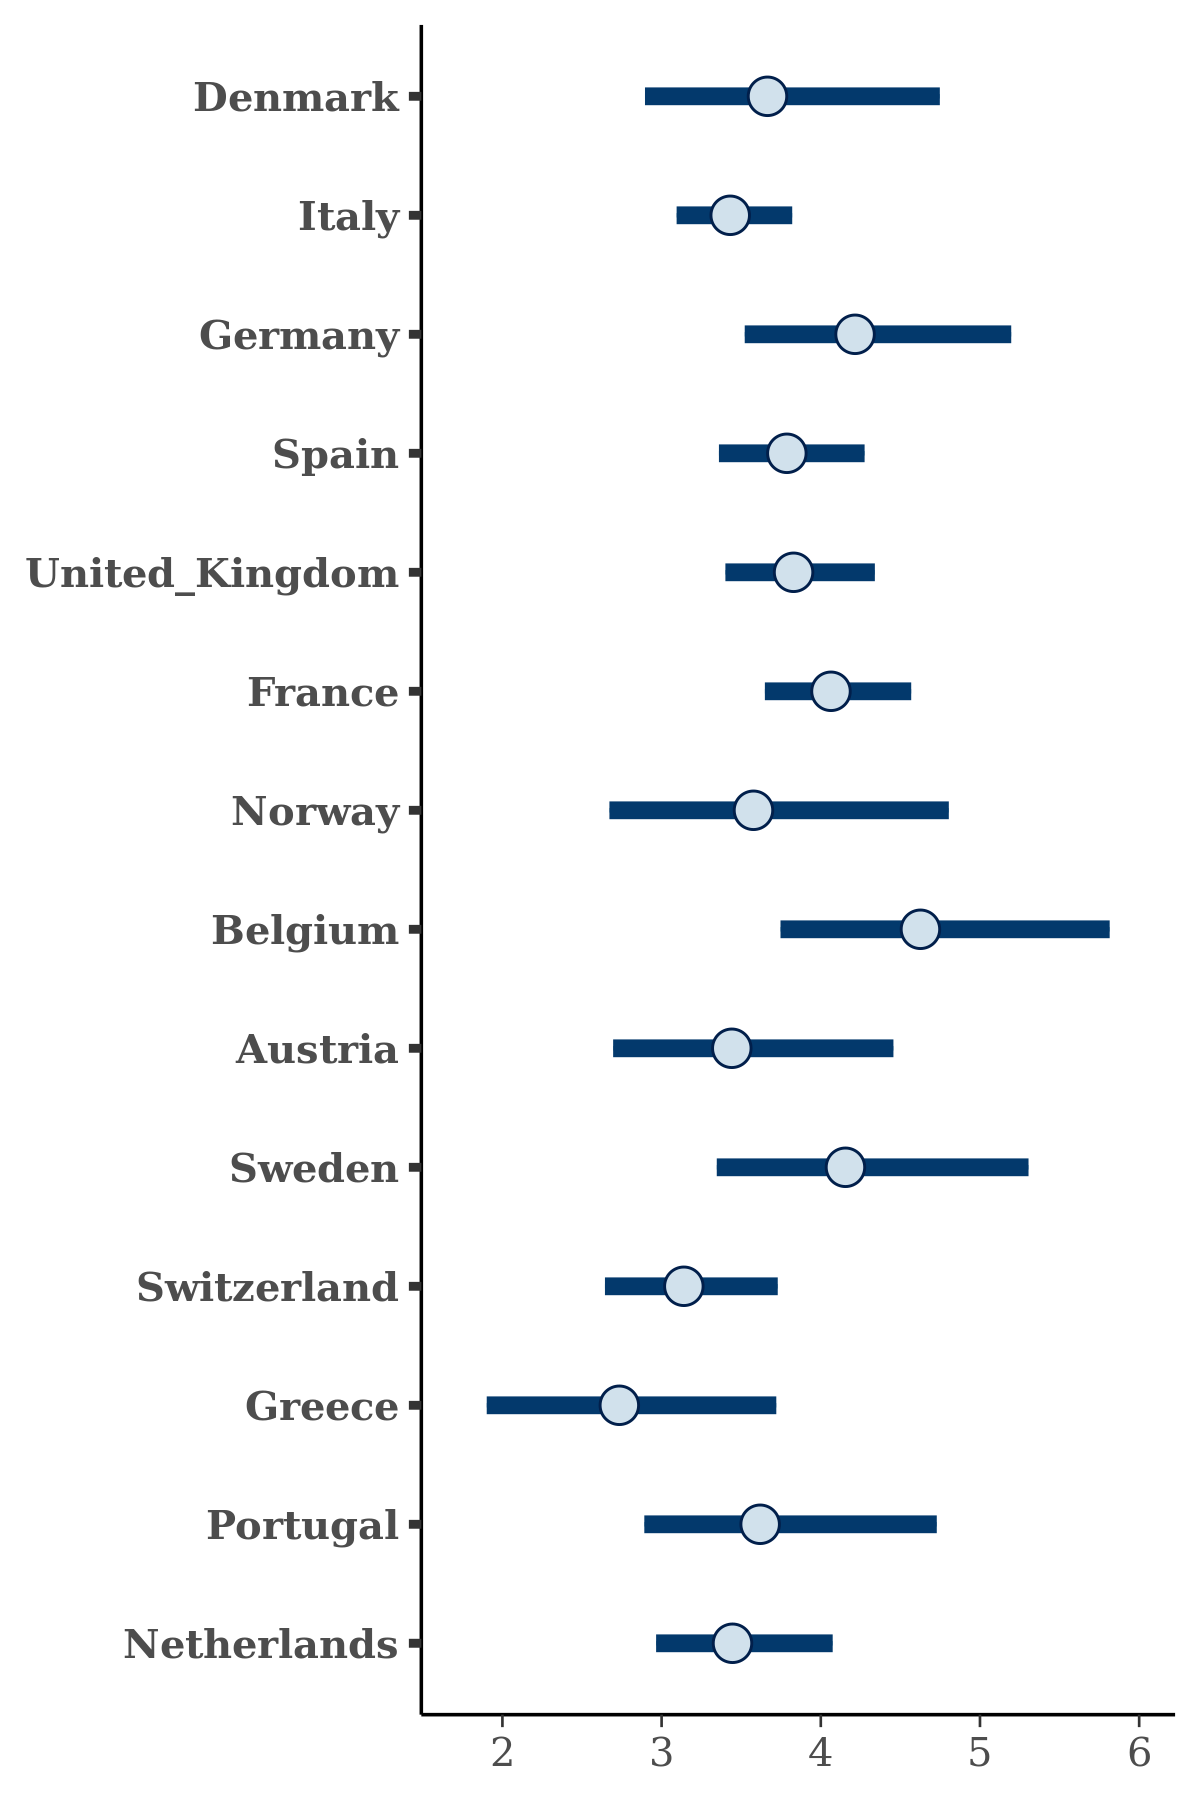 Denmark
Italy
Germany
Spain
United_Kingdom
France
Norway
Belgium
Austria
Sweden
Switzerland
Greece
Portugal
Netherlands
2 3 4 5 6